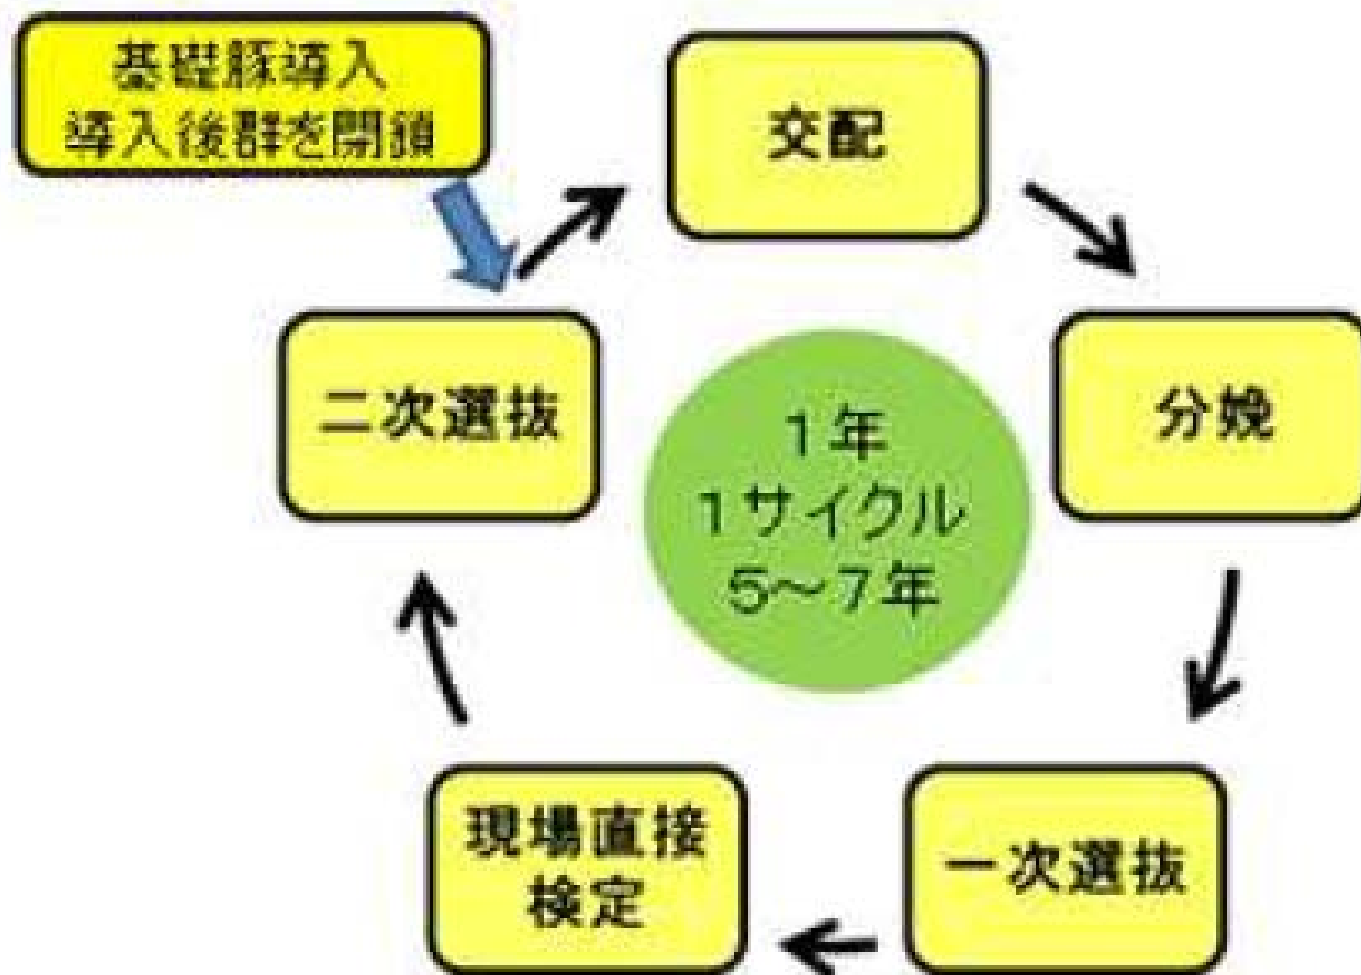 基礎豚導入
導入後群を閉鎖
交配
分娩
一次選抜
現場直接
検定
二次選抜
1年
1サイクル
5～7年